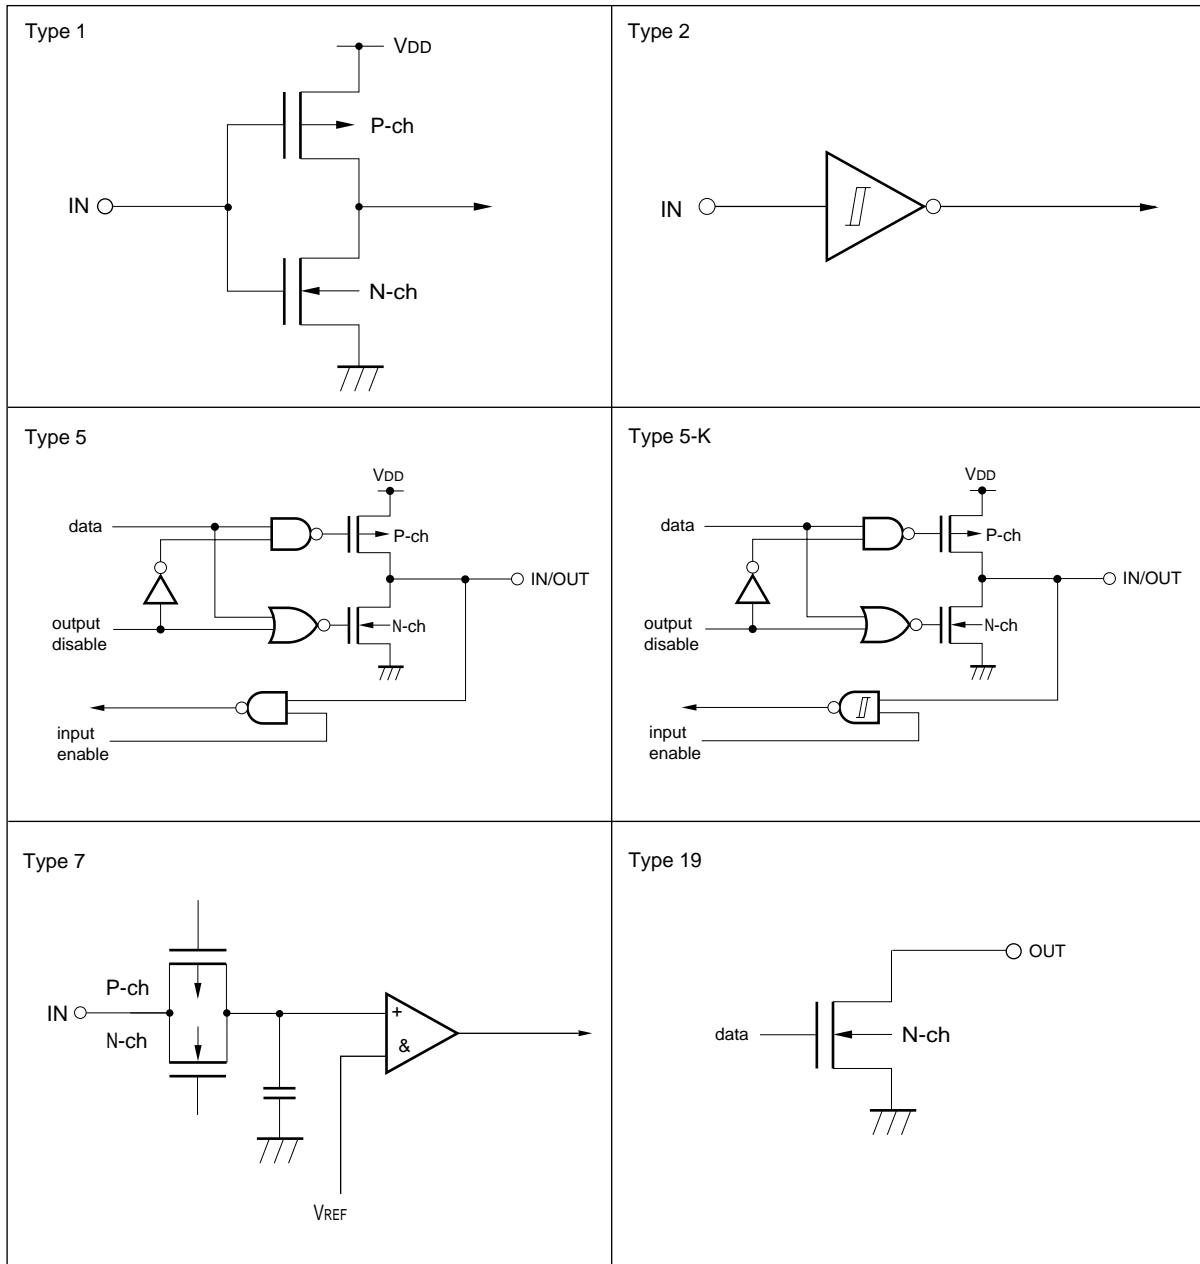 Type 1
VDD
P-ch
IN
N-ch
Type 2
IN
Type 5
VDD
data
P-ch
IN/OUT
output
disable
N-ch
input
enable
Type 5-K
VDD
data
P-ch
IN/OUT
output
disable
N-ch
input
enable
Type 7
P-ch
IN
N-ch
+
&
VREF
Type 19
OUT
data
N-ch